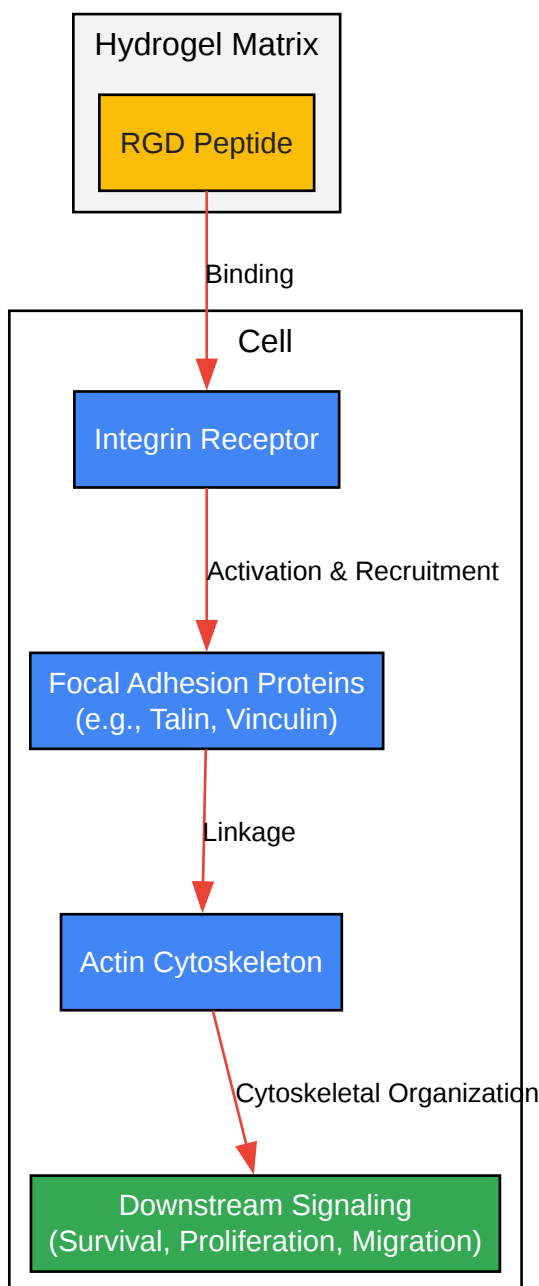 Hydrogel Matrix
RGD Peptide
Binding
Cell
Integrin Receptor
Activation & Recruitment
Focal Adhesion Proteins
(e.g., Talin, Vinculin)
Linkage
Actin Cytoskeleton
Cytoskeletal Organization
Downstream Signaling
(Survival, Proliferation, Migration)